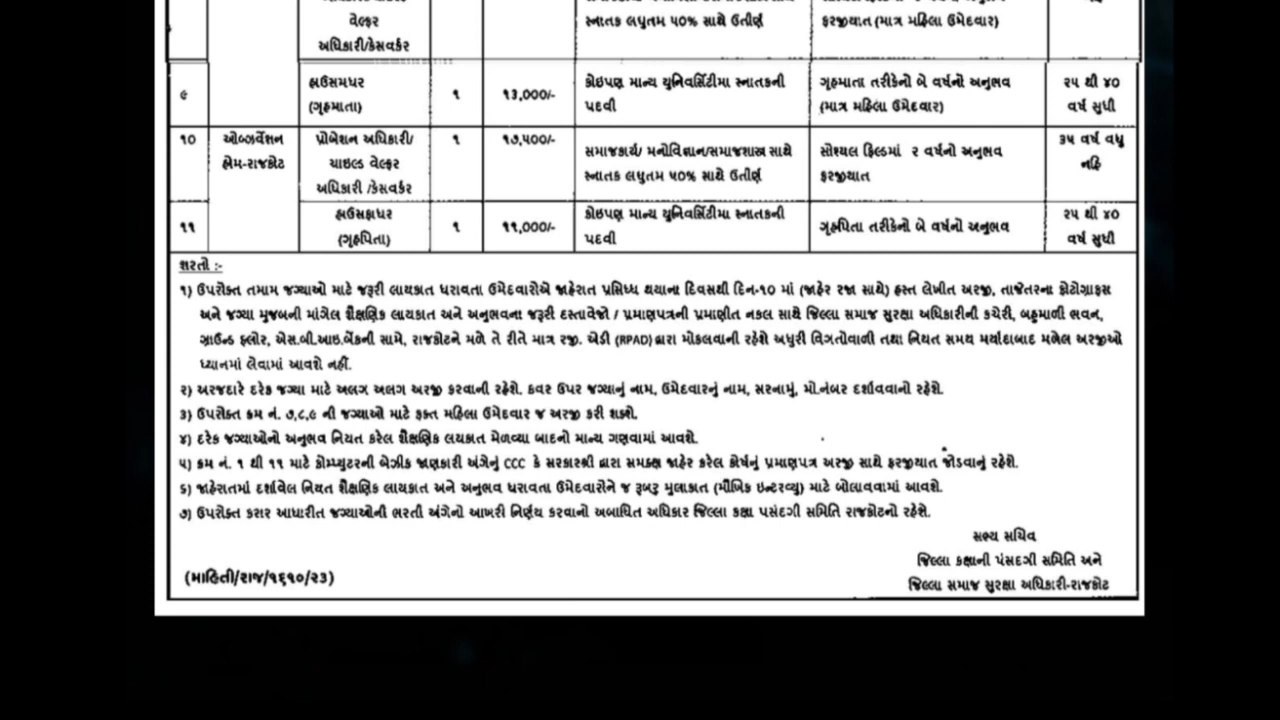 વેલ્ફર
અધિકારી/કેસવર્કર
સ્નાતક લઘુતમ ૫૦% સાથે ઉતીર્ણ
ફરજીયાત (માત્ર મહિલા ઉમેદવાર)
૯
હાઉસમધર
(ગૃહમાતા)
૧
૧૩,000/-
કોઇપણ માન્ય યુનિવર્સિટીમા સ્નાતકની
પદવી
ગૃહમાતા તરીકેનો બે વર્ષનો અનુભવ
(માત્ર મહિલા ઉમેદવાર)
૨૫ થી ૪૦
વર્ષ સુધી
૧૦
ઓબ્ઝર્વેશન
હોમ-રાજકોટ
પ્રોબેશન અધિકારી/
ચાઇલ્ડ વેલ્ફર
અધિકારી /કેસવર્કર
૧
૧૭,૫૦૦/-
સમાજકાર્ય/ મનોવિજ્ઞાન/સમાજશાસ્ત્ર સાથે
સ્નાતક લઘુતમ ૫૦% સાથે ઉતીર્ણ
સોશ્યલ ફિલ્ડમાં ૨ વર્ષનો અનુભવ
ફરજીયાત
૩૫ વર્ષ વધુ
નહિ
૧૧
હાઉસફાધર
(ગૃહપિતા)
૧
૧૧,000/-
કોઇપણ માન્ય યુનિવર્સિટીમા સ્નાતકની
પદવી
ગૃહપિતા તરીકેનો બે વર્ષનો અનુભવ
૨૫ થી ૪૦
વર્ષ સુધી
શરતો :-
૧) ઉપરોક્ત તમામ જગ્યાઓ માટે જરૂરી લાયકાત ધરાવતા ઉમેદવારોએ જાહેરાત પ્રસિધ્ધ થયાના દિવસથી દિન-૧૦ માં (જાહેર રજા સાથે) હસ્ત લેખીત અરજી, તાજેતરના ફોટોગ્રાફસ
અને જગ્યા મુજબની માંગેલ શૈક્ષણિક લાયકાત અને અનુભવના જરૂરી દસ્તાવેજો / પ્રમાણપત્રની પ્રમાણીત નકલ સાથે જિલ્લા સમાજ સુરક્ષા અધિકારીની કચેરી, બહુમાળી ભવન,
ગ્રાઉન્ડ ફ્લોર, એસ.બી.આઇ.બેંકની સામે, રાજકોટને મળે તે રીતે માત્ર રજી. એડી (RPAD) દ્વારા મોકલવાની રહેશે અધુરી વિગતોવાળી તથા નિયત સમય મર્યાદાબાદ મળેલ અરજીઓ
ધ્યાનમાં લેવામાં આવશે નહીં.
૨) અરજદારે દરેક જગ્યા માટે અલગ અલગ અરજી કરવાની રહેશે. કવર ઉપર જગ્યાનું નામ, ઉમેદવારનું નામ, સરનામું, મો.નંબર દર્શાવવાનો રહેશે.
૩) ઉપરોક્ત ક્રમ નં. ૭,૮,૯ ની જગ્યાઓ માટે ફક્ત મહિલા ઉમેદવાર જ અરજી કરી શકશે.
૪) દરેક જગ્યાઓનો અનુભવ નિયત કરેલ શૈક્ષણિક લયકાત મેળવ્યા બાદનો માન્ય ગણવામાં આવશે.
૫) ક્રમ નં. ૧ થી ૧૧ માટે કોમ્પ્યુટરની બેઝીક જાણકારી અંગેનું CCC કે સરકારશ્રી દ્વારા સમકક્ષ જાહેર કરેલ કોર્ષનું પ્રમાણપત્ર અરજી સાથે ફરજીયાત જોડવાનું રહેશે.
૬) જાહેરાતમાં દર્શાવેલ નિયત શૈક્ષણિક લાયકાત અને અનુભવ ધરાવતા ઉમેદવારોને જ રૂબરુ મુલાકાત (મૌખિક ઇન્ટરવ્યુ) માટે બોલાવવામાં આવશે.
૭) ઉપરોક્ત કરાર આધારીત જગ્યાઓની ભરતી અંગેનો આખરી નિર્ણય કરવાનો અબાધિત અધિકાર જિલ્લા કક્ષા પસંદગી સમિતિ રાજકોટનો રહેશે.
સભ્ય સચિવ
જિલ્લા કક્ષાની પંસદગી સમિતિ અને
જિલ્લા સમાજ સુરક્ષા અધિકારી-રાજકોટ
(માહિતી/રાજ/૧૬૧૦/૨૩)